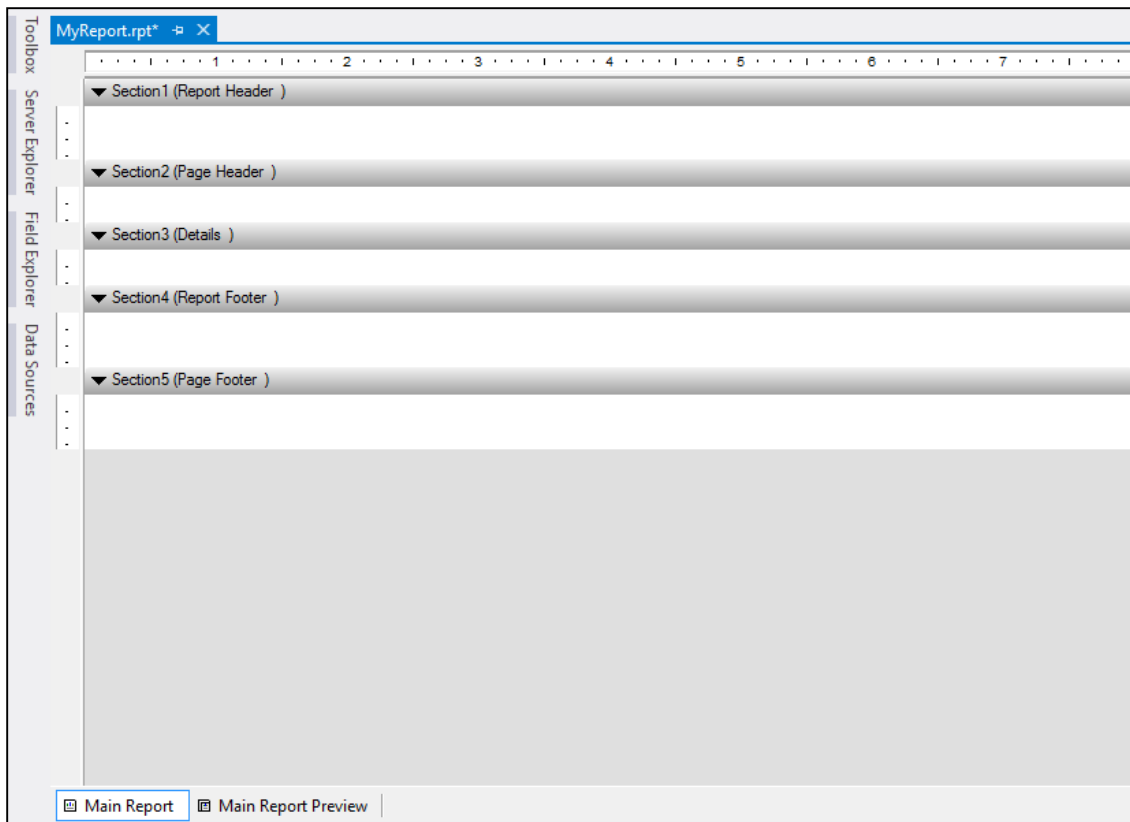 MyReport.rpt*
1 2 3 4 5 6 7
Section1 (Report Header )
Section2 (Page Header )
Section3 (Details )
Section4 (Report Footer )
Section5 (Page Footer )
Toolbox
Server Explorer
Field Explorer
Data Sources
Main Report
Main Report Preview